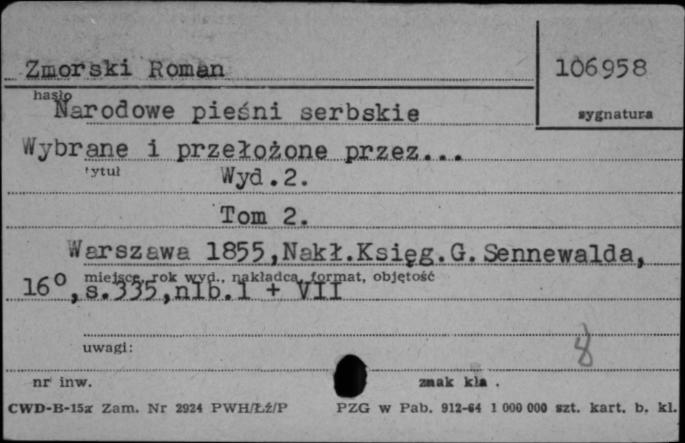 Zmorski Roman
106958
hasło
Narodowe pieśni serbskie
sygnatura
Wybrane i przełożone przez...
tytuł
Wyd.2.
Tom 2.
Warszawa 1855,Nakł.Księg.G.Sennewalda,
miejsce, rok wyd., nakładca, format, objętość
16°, s.335,nlb.1 + VII
8
uwagi:
nr inw.
znak kla .
CWD-B-15a Zam. Nr 2924 PWH/Łź/P
PZG w Pab. 912-64 1 000 000 szt. kart. b. kl.